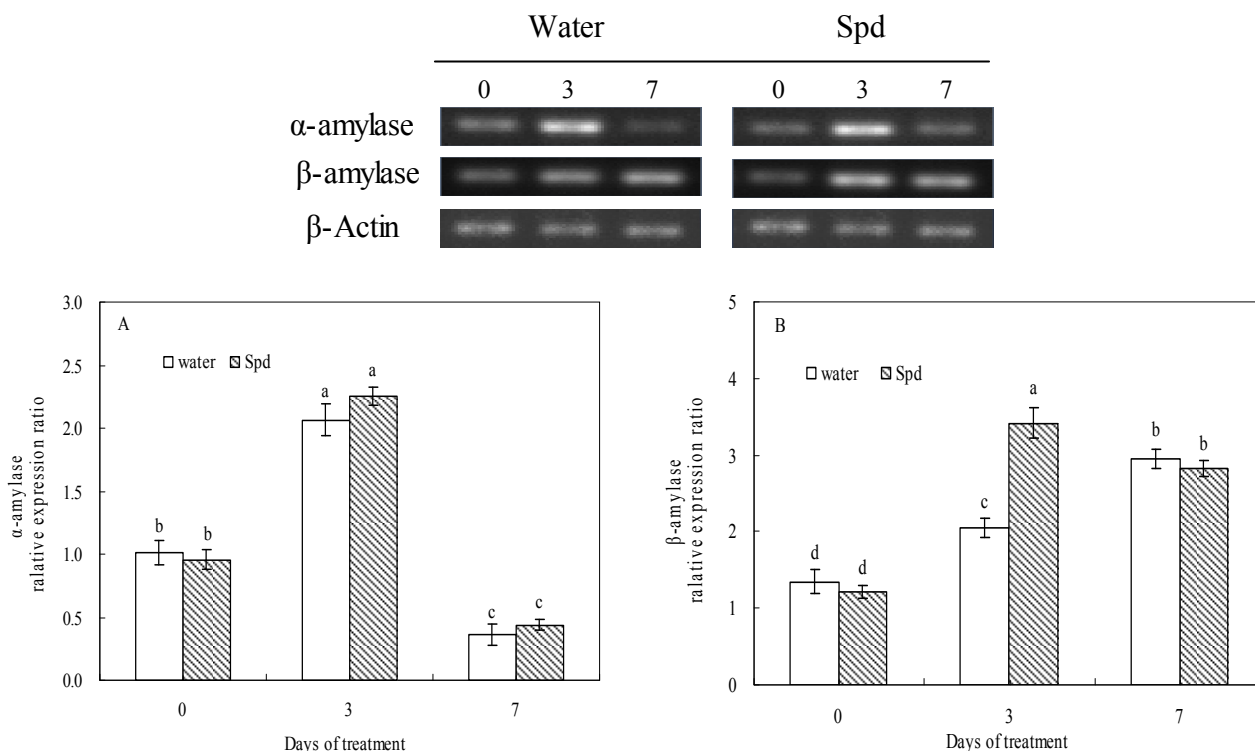 Water Spd
0 3 7 0 3 7
α-amylase
β-amylase
β-Actin
A
water Spd
α-amylase
ralative expression ratio
3.0
2.5
2.0
1.5
1.0
0.5
0.0
b b a a c c
0 3 7
Days of treatment
B
water Spd
β-amylase
ralative expression ratio
5
4
3
2
1
0
d d c a b b
0 3 7
Days of treatment